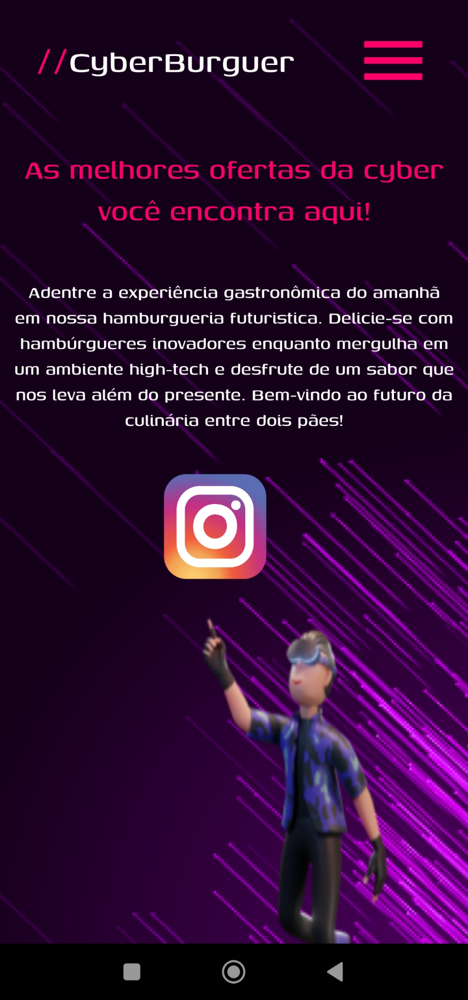 //CyberBurguer
As melhores ofertas da cyber
você encontra aqui!
Adentre a experiência gastronômica do amanhã
em nossa hamburgueria futuristica. Delicie-se com
hambúrgueres inovadores enquanto mergulha em
um ambiente high-tech e desfrute de um sabor que
nos leva além do presente. Bem-vindo ao futuro da
culinária entre dois pães!